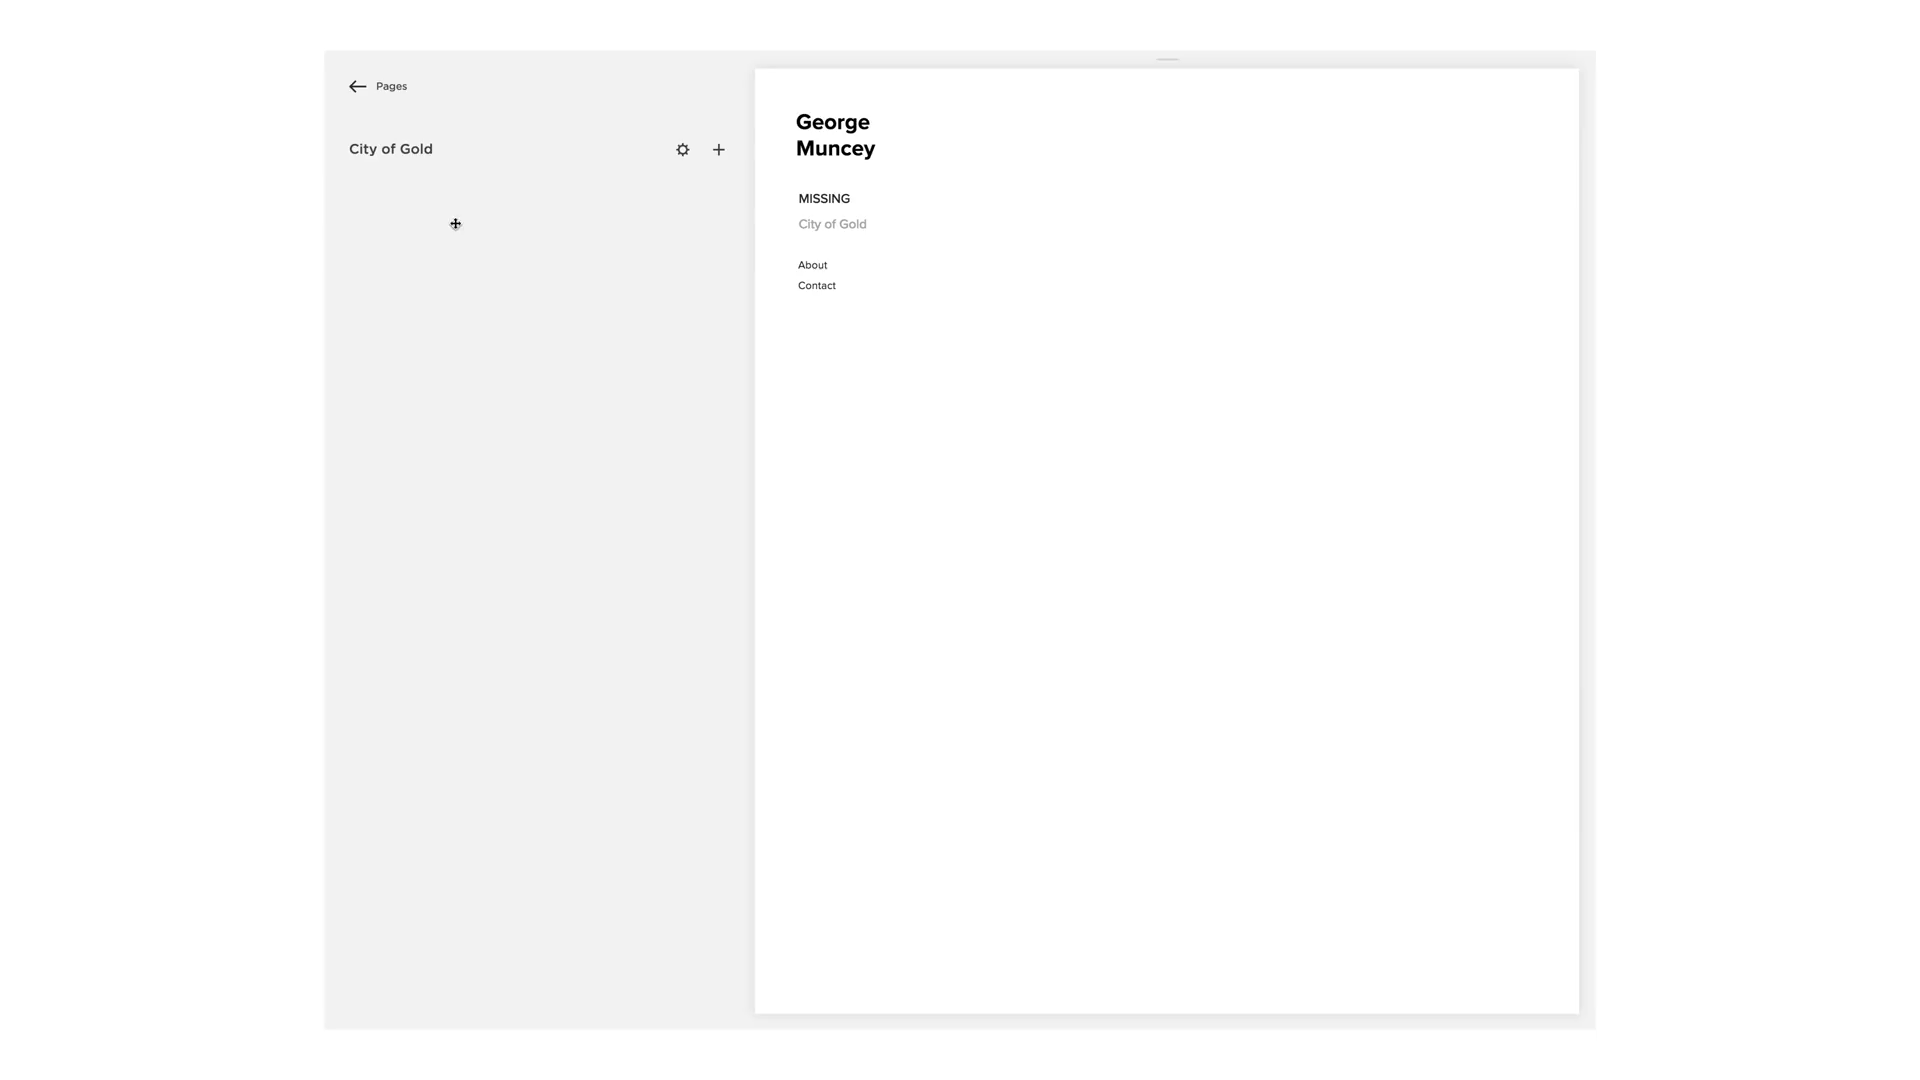 Pages
City of Gold
George
Muncey
MISSING
City of Gold
About
Contact